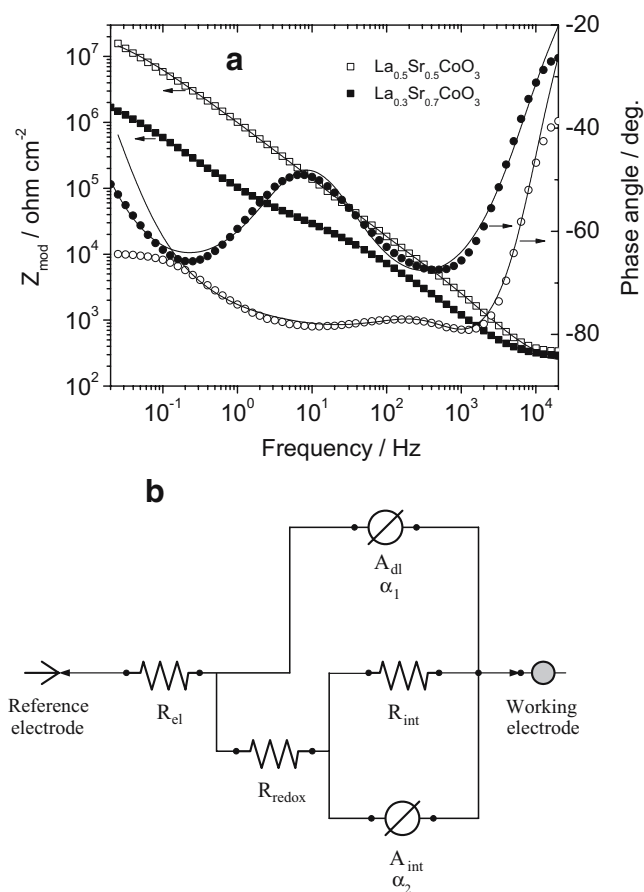 a
La0.5Sr0.5CoO3
La0.3Sr0.7CoO3
10^7
10^6
10^5
10^4
10^3
10^2
Zmod / ohm cm-2
-20
-40
-60
-80
Phase angle / deg.
10^-1
10^0
10^1
10^2
10^3
10^4
Frequency / Hz
b
Adl
α1
Reference
electrode
Rel
Rint
Working
electrode
Rredox
Aint
α2